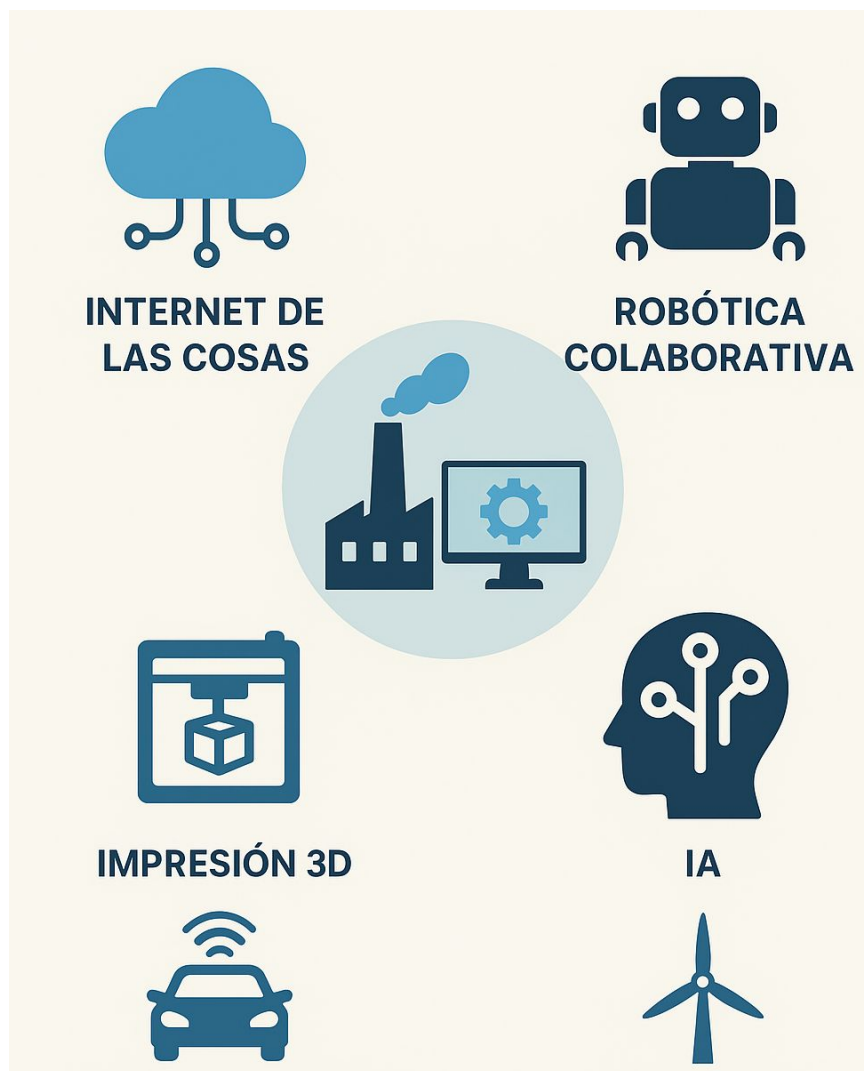 INTERNET DE
LAS COSAS
ROBÓTICA
COLABORATIVA
IMPRESIÓN 3D
IA